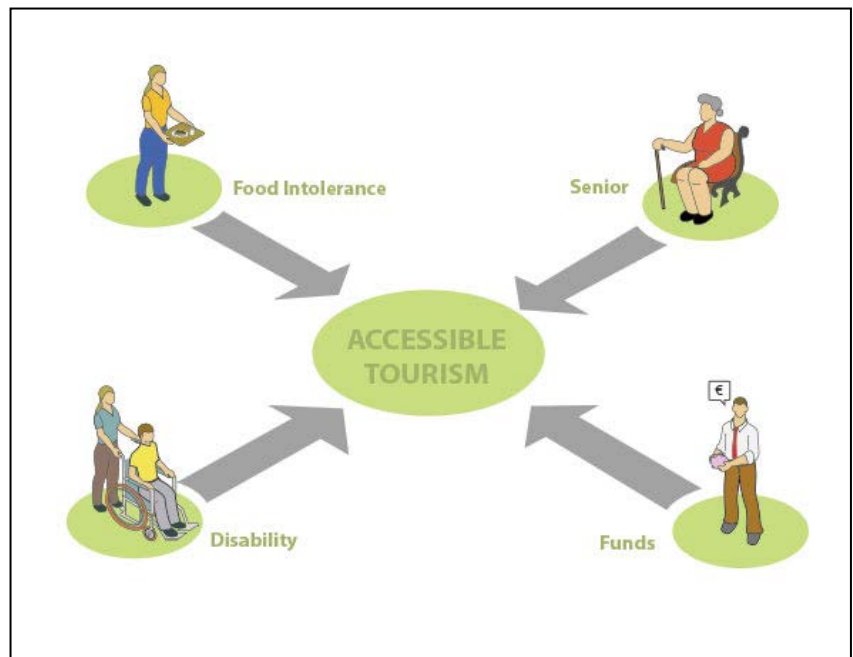 Food Intolerance
Senior
ACCESSIBLE
TOURISM
€
Disability
Funds